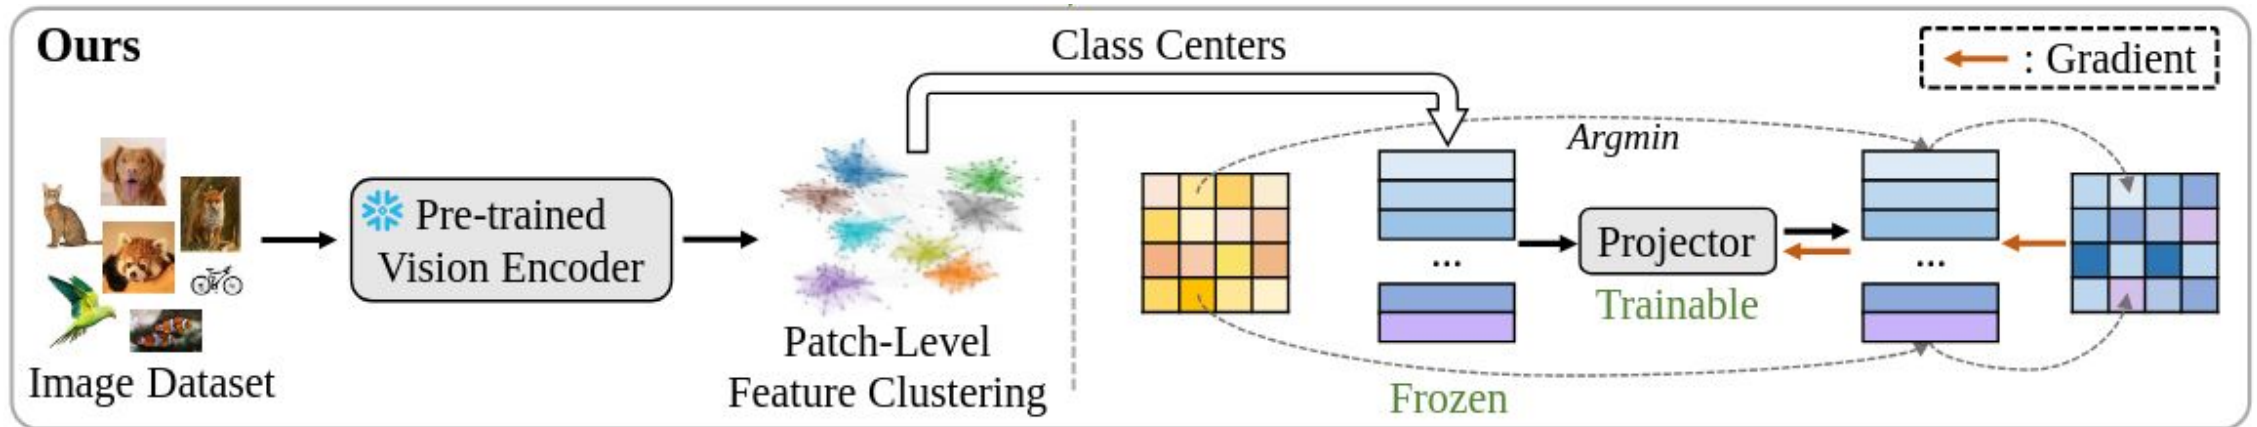 Ours
Class Centers
: Gradient
Argmin
Pre-trained
Vision Encoder
Projector
...
...
Trainable
Patch-Level
Feature Clustering
Image Dataset
Frozen